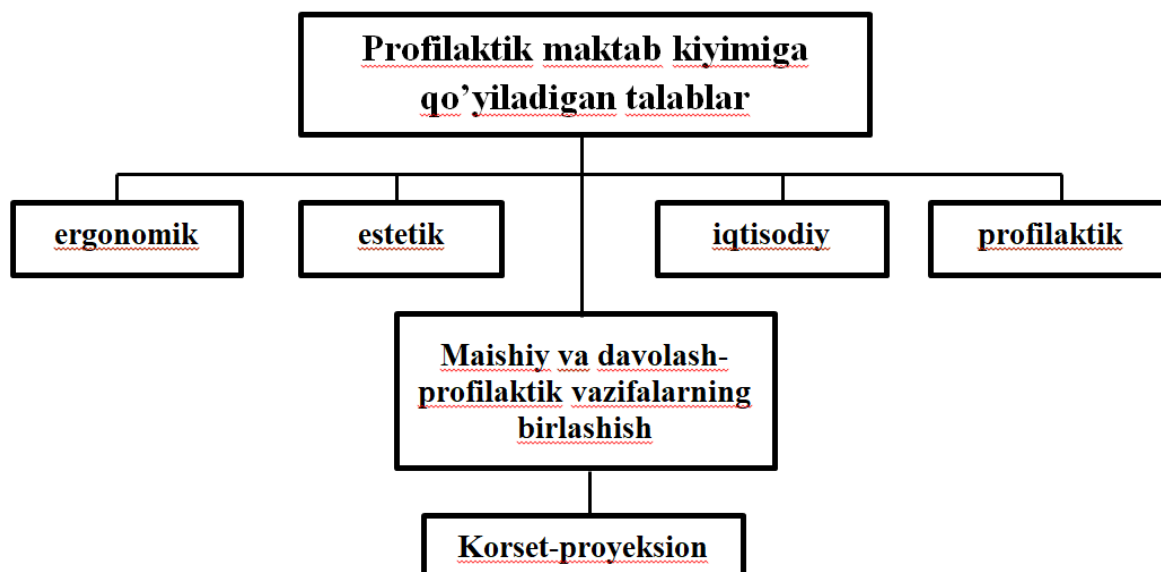 Profilaktik maktab kiyimiga
qo’yiladigan talablar
ergonomik
estetik
iqtisodiy
profilaktik
Maishiy va davolash-
profilaktik vazifalarning
birlashish
Korset-proyeksion